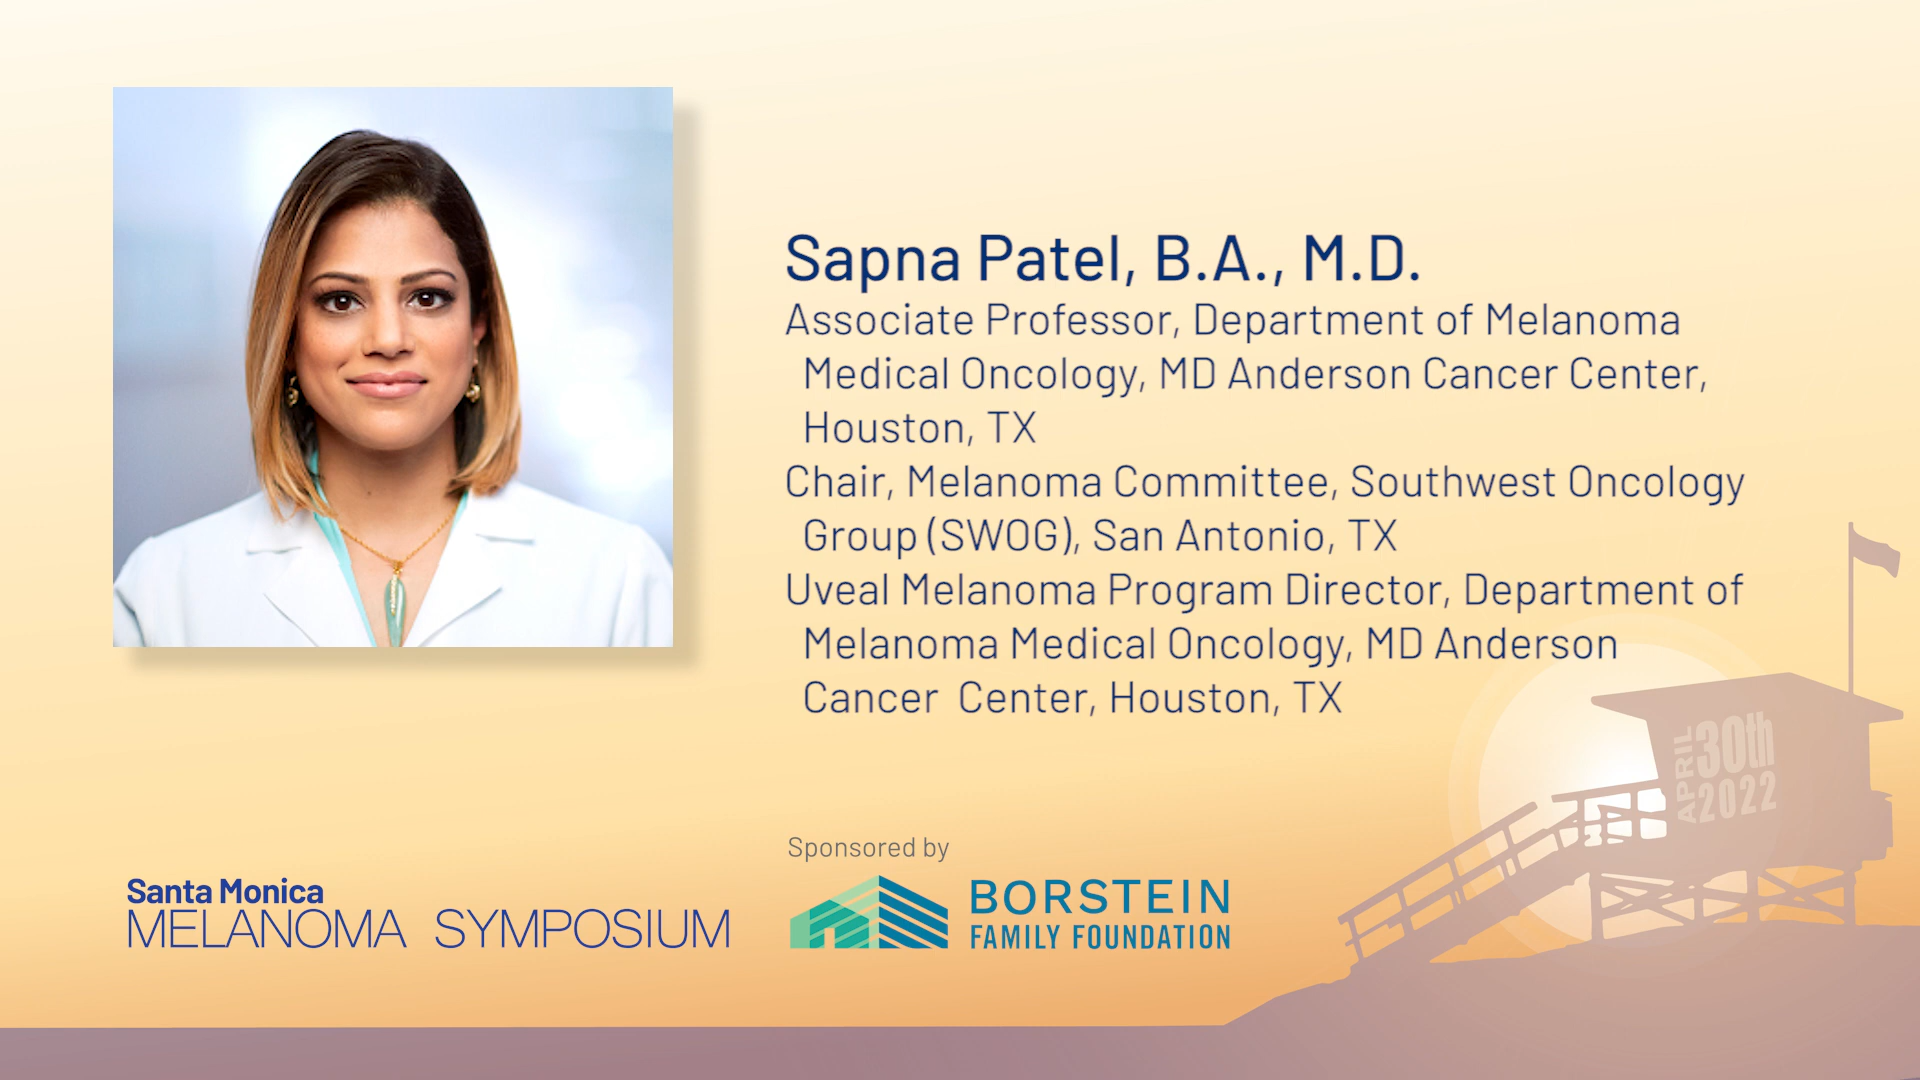 Sapna Patel, B.A., M.D.
Associate Professor, Department of Melanoma
Medical Oncology, MD Anderson Cancer Center,
Houston, TX
Chair, Melanoma Committee, Southwest Oncology
Group (SWOG), San Antonio, TX
Uveal Melanoma Program Director, Department of
Melanoma Medical Oncology, MD Anderson
Cancer Center, Houston, TX
APRIL
30th
2022
Sponsored by
BORSTEIN
FAMILY FOUNDATION
Santa Monica
MELANOMA SYMPOSIUM